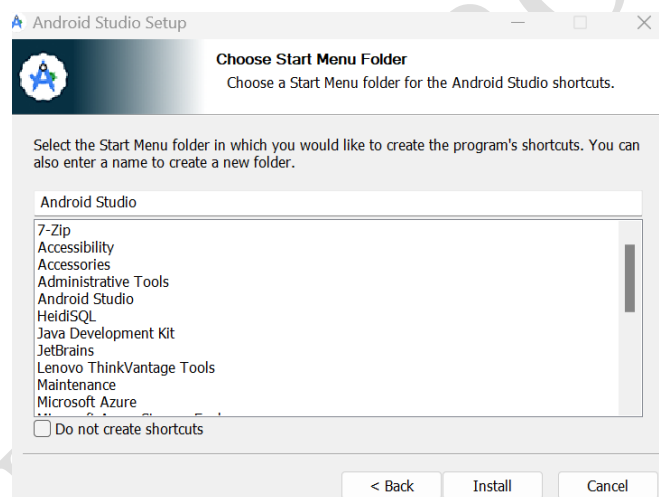 Android Studio Setup
Choose Start Menu Folder
Choose a Start Menu folder for the Android Studio shortcuts.
Select the Start Menu folder in which you would like to create the program's shortcuts. You can
also enter a name to create a new folder.
Android Studio
7-Zip
Accessibility
Accessories
Administrative Tools
Android Studio
HeidiSQL
Java Development Kit
JetBrains
Lenovo ThinkVantage Tools
Maintenance
Microsoft Azure
Do not create shortcuts
< Back
Install
Cancel